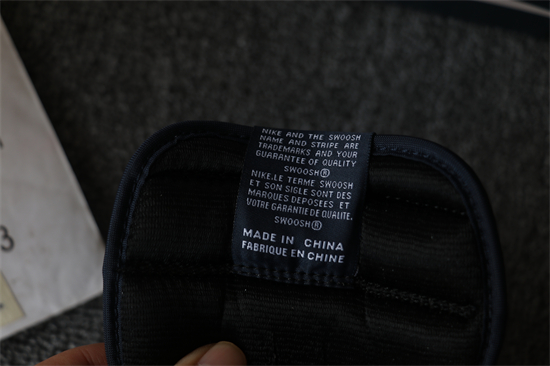 NIKE AND THE SWOOSH
NAME AND STRIPE ARE
TRADEMARKS AND YOUR
GUARANTEE OF QUALITY
SWOOSH®
NIKE.LE TERME SWOOSH
ET SON SIGLE SONT DES
MARQUES DEPOSEES ET
VOTRE GARANTIE DE QUALITE.
SWOOSH®
MADE IN CHINA
FABRIQUE EN CHINE
3